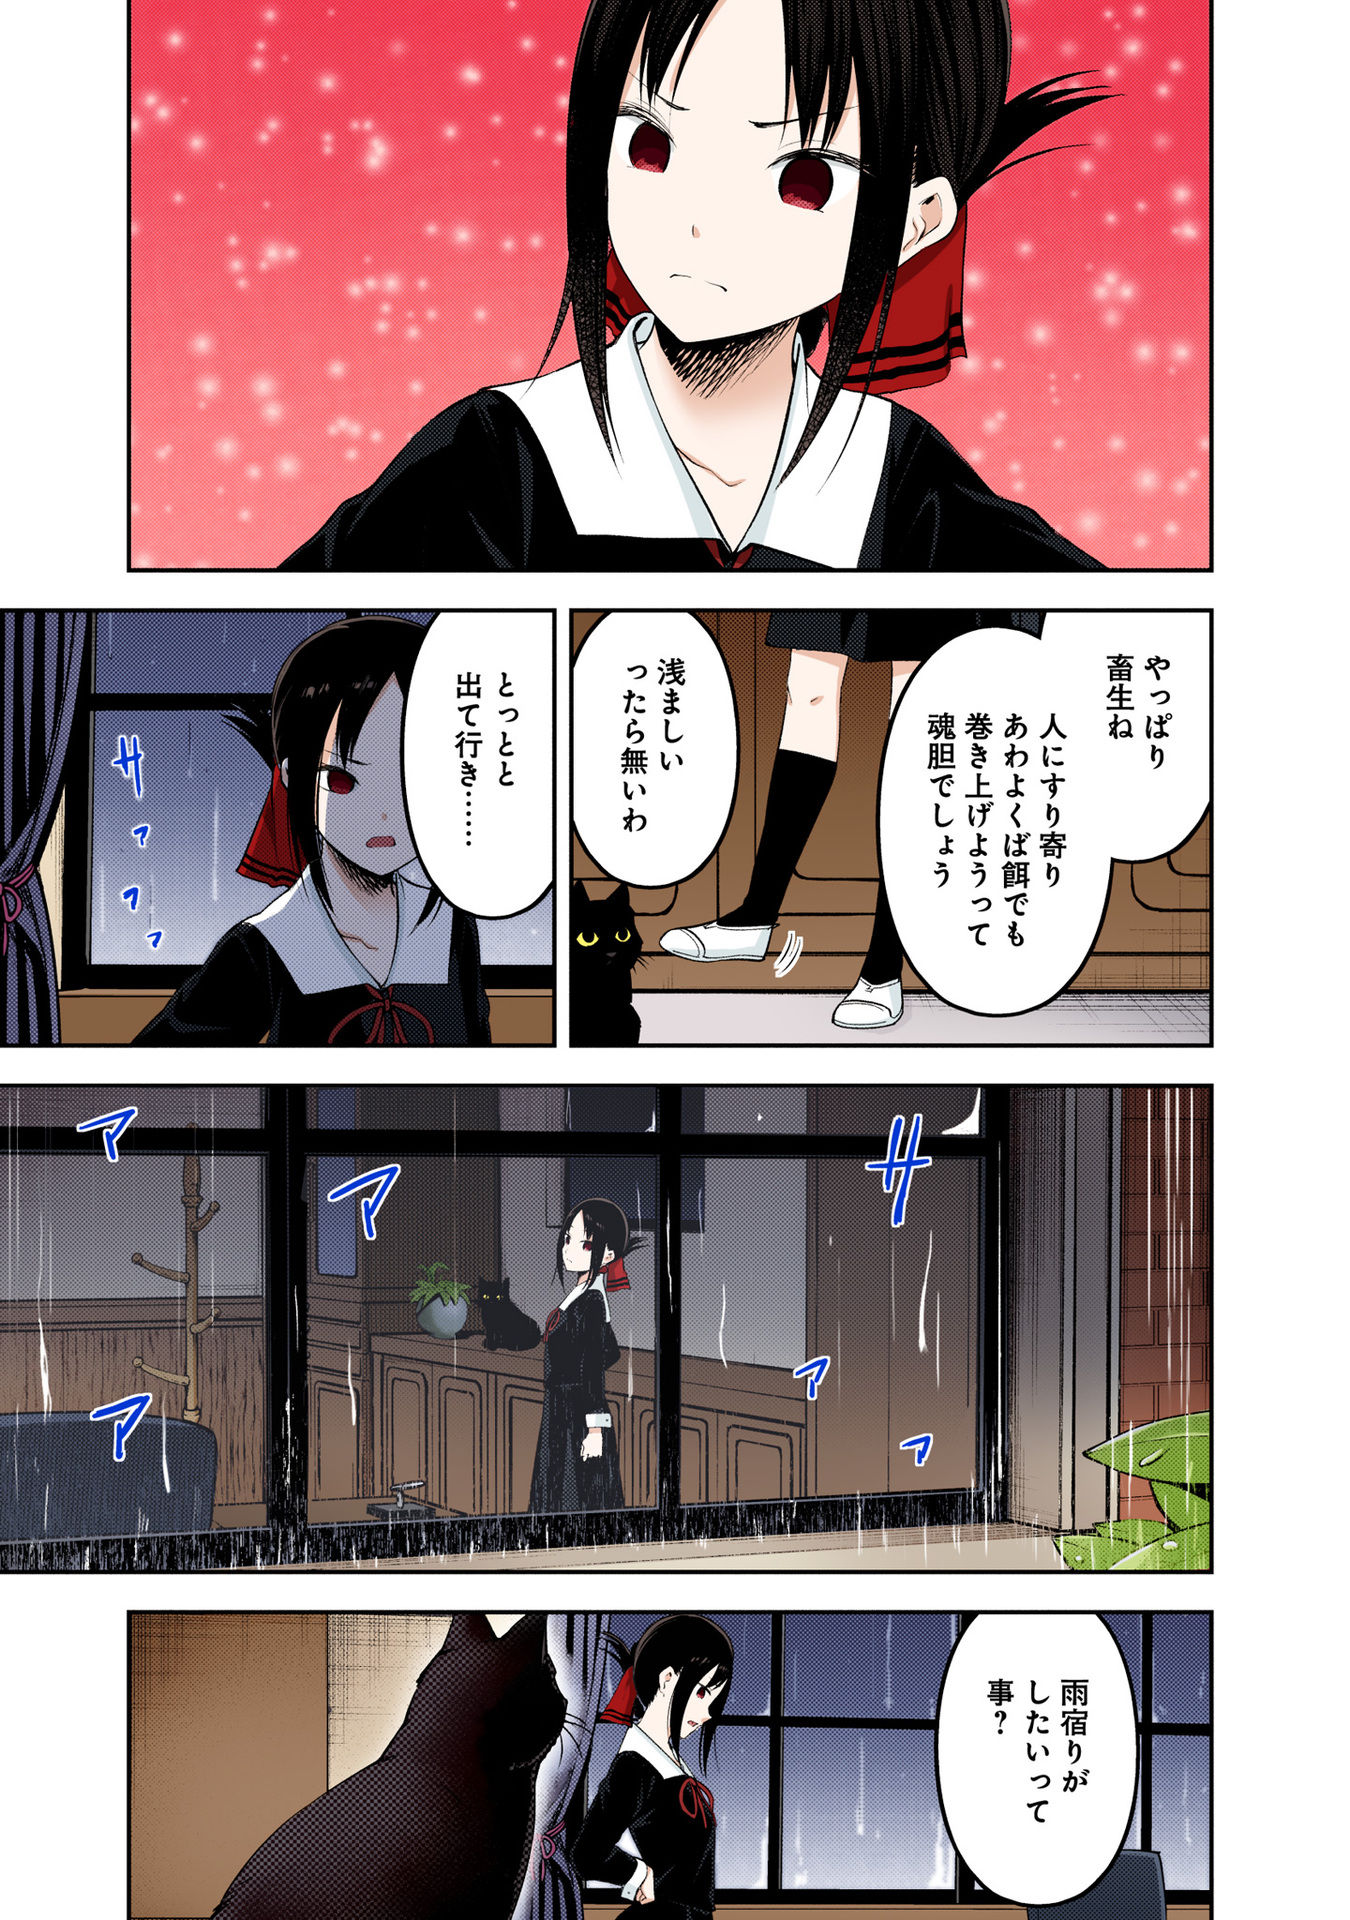 やっぱり
畜生ね
人にすり寄り
あわよくば餌でも
巻き上げようって
魂胆でしょう
浅ましい
ったら無いわ
とっとと
出て行き……
サ
ァ
ァ
ァ
サ
ァ
ァ
ァ
ァ
ァ
雨宿りが
したいって
事?